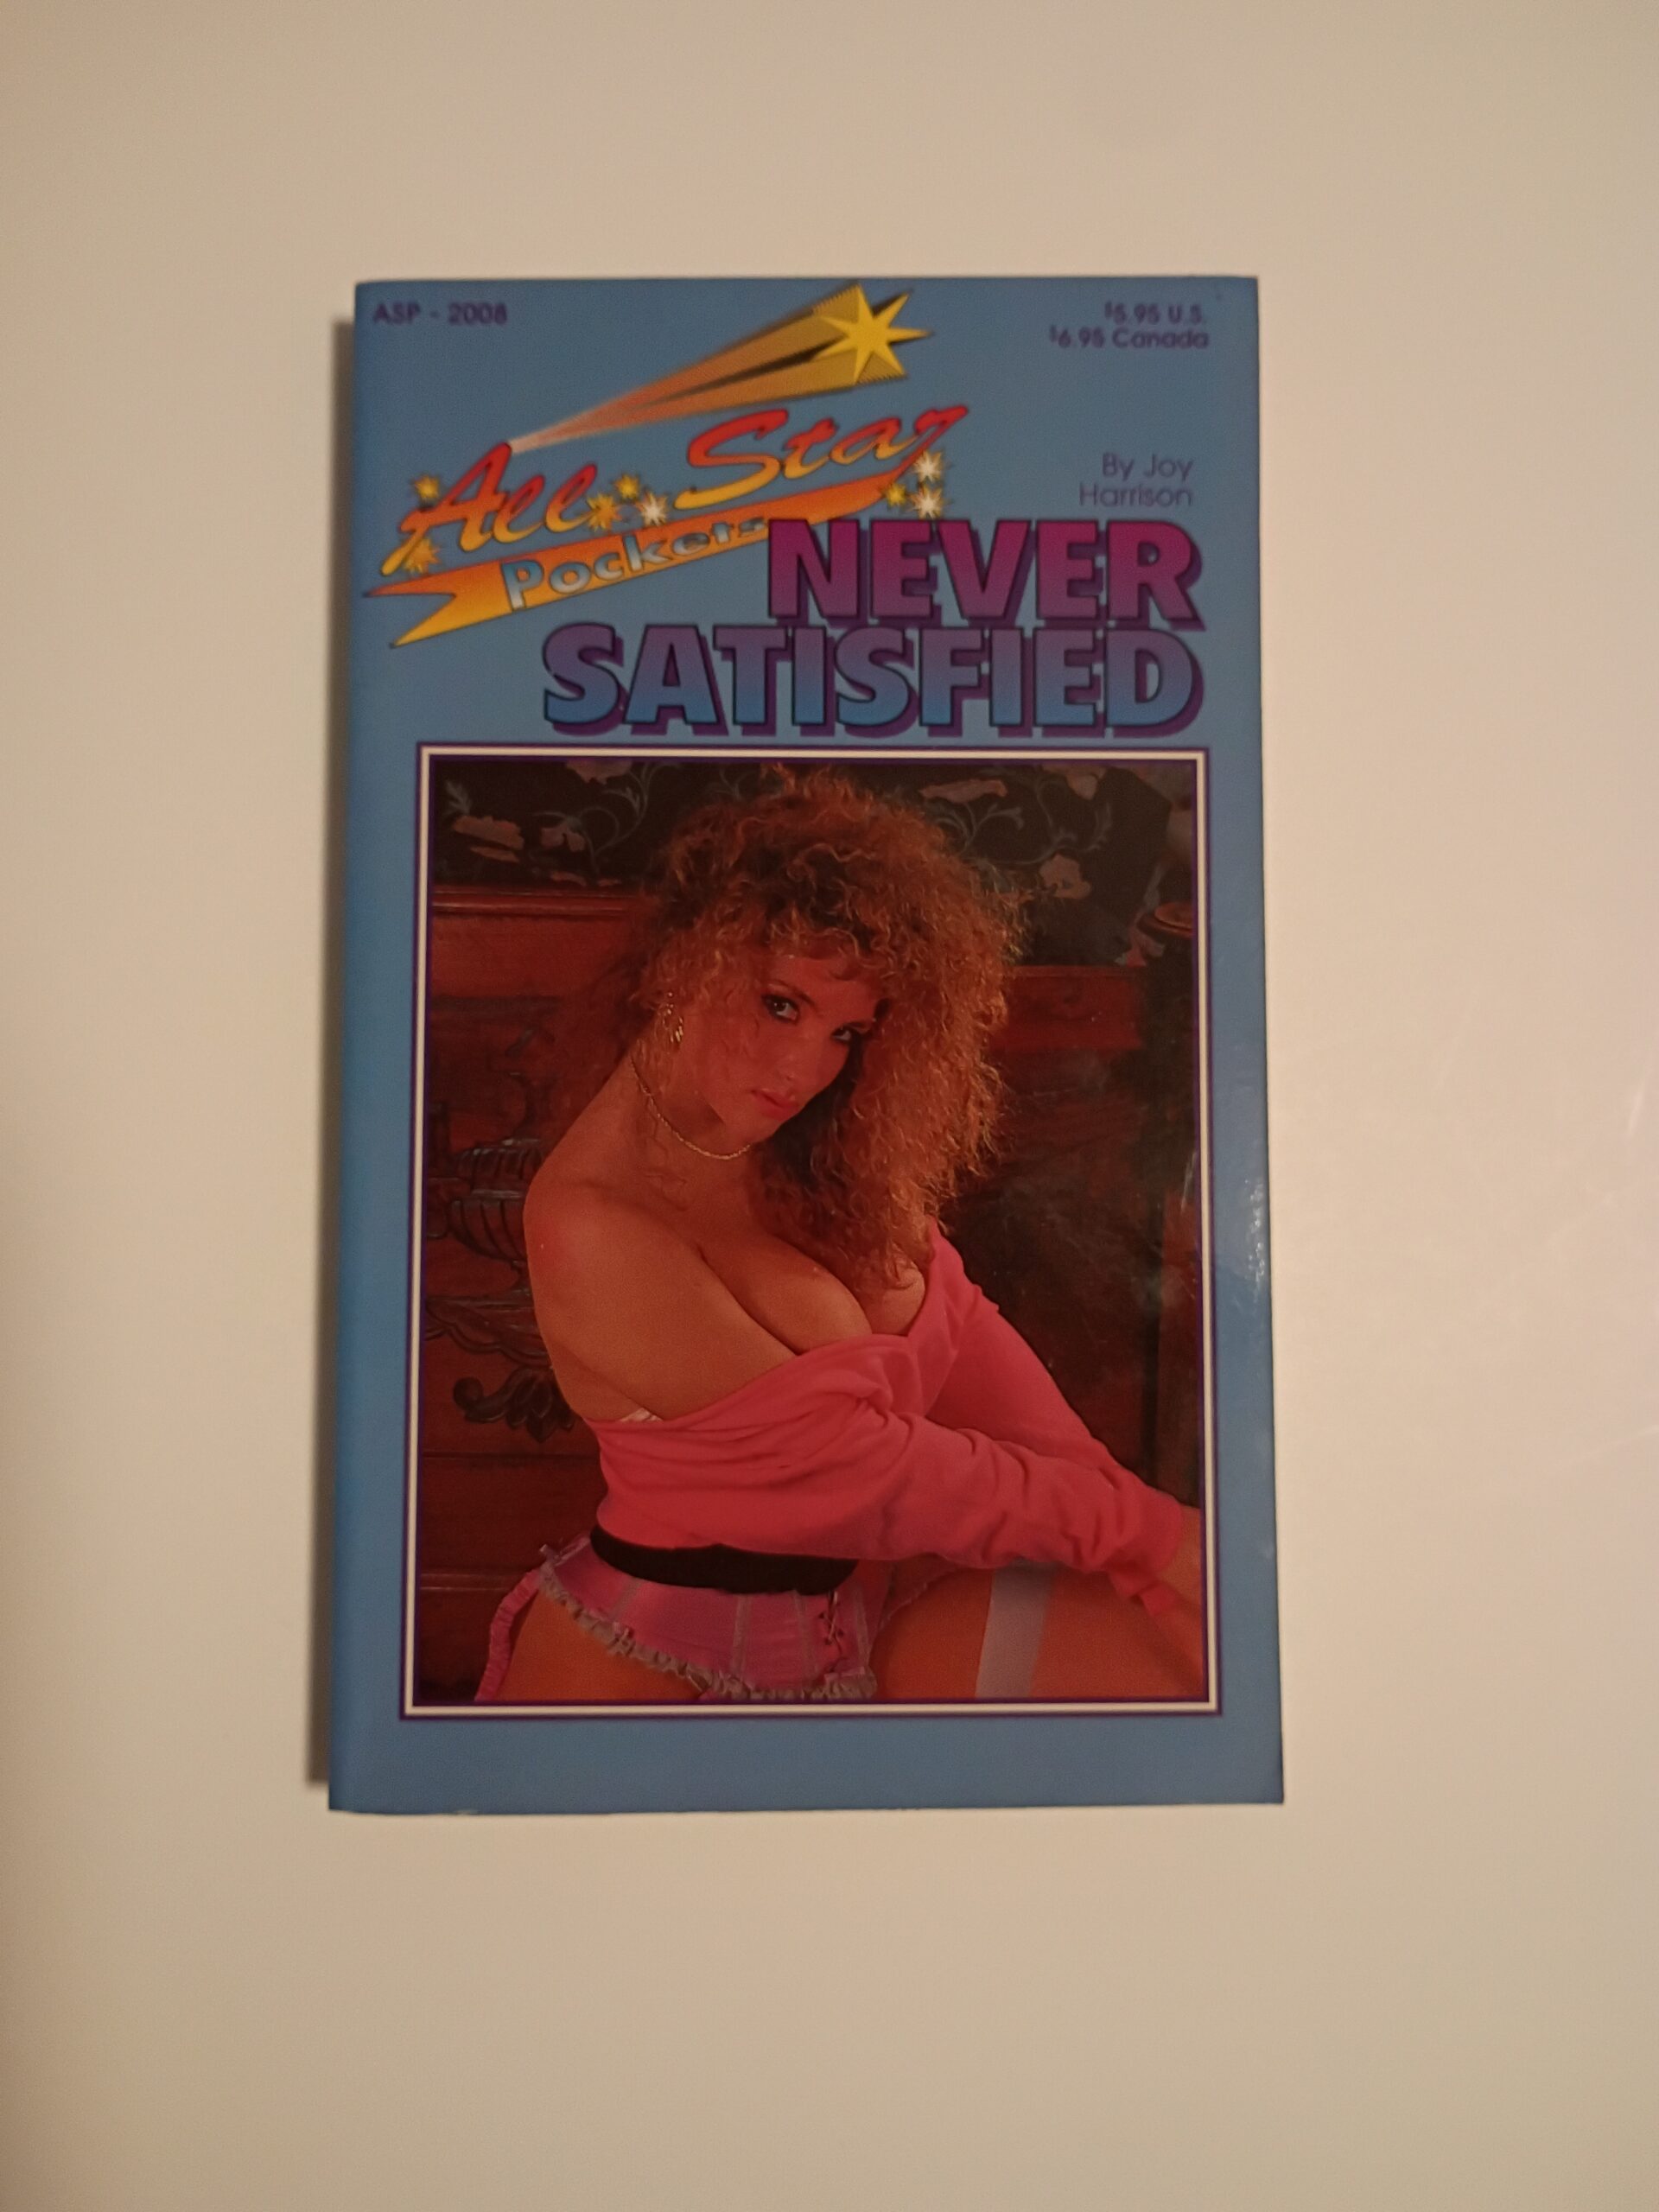 ASP - 2008
$5.95 U.S.
$6.95 Canada
All Star
Pockets
By Joy
Harrison
NEVER
SATISFIED